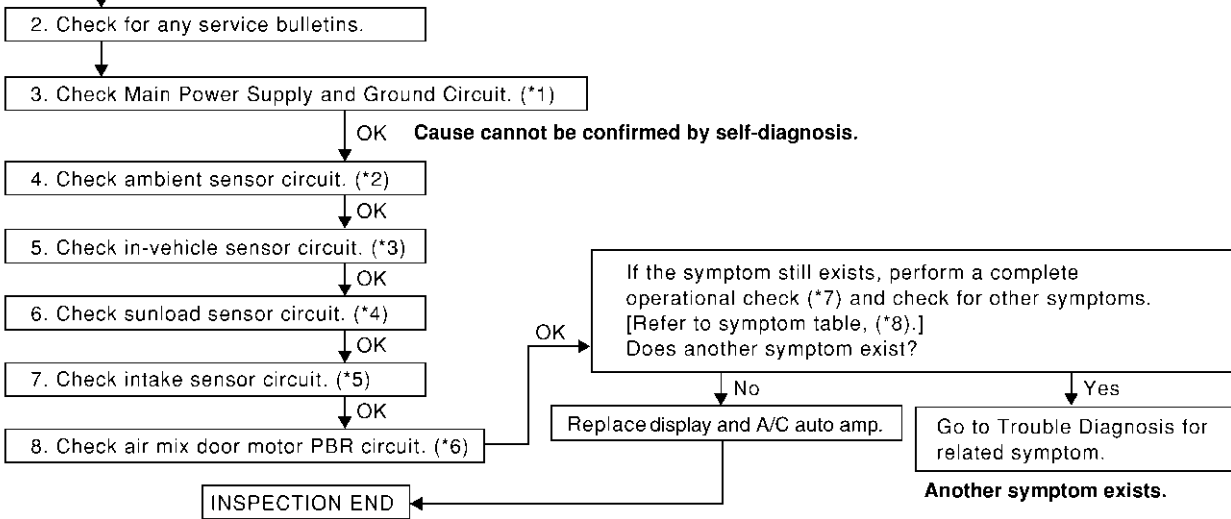 2. Check for any service bulletins.
3. Check Main Power Supply and Ground Circuit. (*1)
OK
Cause cannot be confirmed by self-diagnosis.
4. Check ambient sensor circuit. (*2)
OK
5. Check in-vehicle sensor circuit. (*3)
OK
6. Check sunload sensor circuit. (*4)
OK
7. Check intake sensor circuit. (*5)
OK
8. Check air mix door motor PBR circuit. (*6)
OK
If the symptom still exists, perform a complete
operational check (*7) and check for other symptoms.
[Refer to symptom table, (*8).]
Does another symptom exist?
No
Yes
Replace display and A/C auto amp.
Go to Trouble Diagnosis for
related symptom.
Another symptom exists.
INSPECTION END